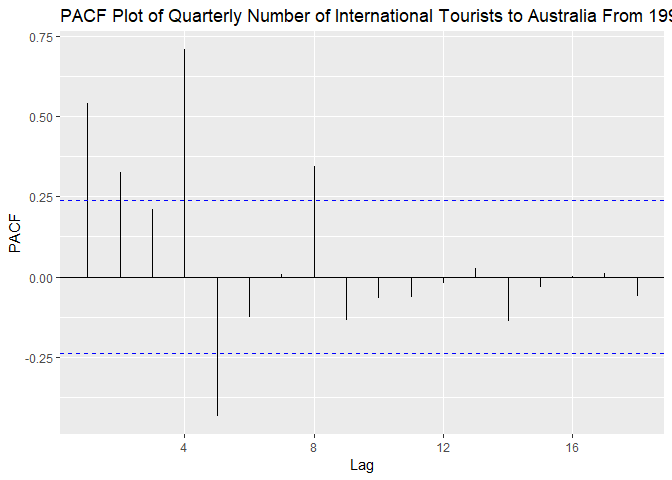 PACF Plot of Quarterly Number of International Tourists to Australia From 199
0.75
0.50
0.25
0.00
-0.25
PACF
4 8 12 16
Lag